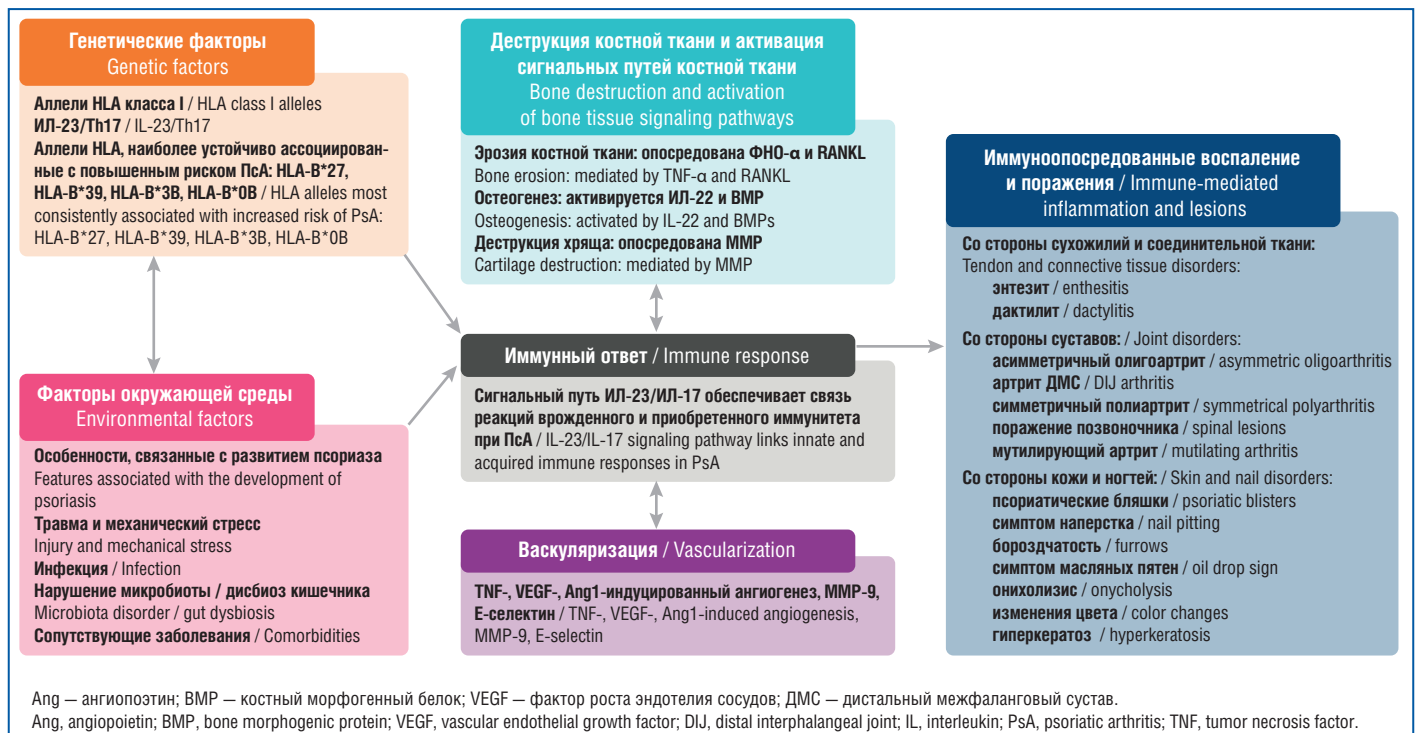 Генетические факторы
Genetic factors
Аллели HLA класса I / HLA class I alleles
ИЛ-23/Th17 / IL-23/Th17
Аллели HLA, наиболее устойчиво ассоциирован-
ные с повышенным риском ПсА: HLA-B*27,
HLA-B*39, HLA-B*3B, HLA-B*0B / HLA alleles most
consistently associated with increased risk of PsA:
HLA-B*27, HLA-B*39, HLA-B*3B, HLA-B*0B
Факторы окружающей среды
Environmental factors
Особенности, связанные с развитием псориаза
Features associated with the development of
psoriasis
Травма и механический стресс
Injury and mechanical stress
Инфекция / Infection
Нарушение микробиоты / дисбиоз кишечника
Microbiota disorder / gut dysbiosis
Сопутствующие заболевания / Comorbidities
Деструкция костной ткани и активация
сигнальных путей костной ткани
Bone destruction and activation
of bone tissue signaling pathways
Эрозия костной ткани: опосредована ФНО-α и RANKL
Bone erosion: mediated by TNF-α and RANKL
Остеогенез: активируется ИЛ-22 и BMP
Osteogenesis: activated by IL-22 and BMPs
Деструкция хряща: опосредована ММР
Cartilage destruction: mediated by MMP
Иммунный ответ / Immune response
Сигнальный путь ИЛ-23/ИЛ-17 обеспечивает связь
реакций врожденного и приобретенного иммунитета
при ПсА / IL-23/IL-17 signaling pathway links innate and
acquired immune responses in PsA
Васкуляризация / Vascularization
TNF-, VEGF-, Ang1-индуцированный ангиогенез, MMP-9,
E-селектин / TNF-, VEGF-, Ang1-induced angiogenesis,
MMP-9, E-selectin
Иммуноопосредованные воспаление
и поражения / Immune-mediated
inflammation and lesions
Со стороны сухожилий и соединительной ткани:
Tendon and connective tissue disorders:
энтезит / enthesitis
дактилит / dactylitis
Со стороны суставов: / Joint disorders:
асимметричный олигоартрит / asymmetric oligoarthritis
артрит ДМС / DIJ arthritis
симметричный полиартрит / symmetrical polyarthritis
поражение позвоночника / spinal lesions
мутилирующий артрит / mutilating arthritis
Со стороны кожи и ногтей: / Skin and nail disorders:
псориатические бляшки / psoriatic blisters
симптом наперстка / nail pitting
бороздчатость / furrows
симптом масляных пятен / oil drop sign
онихолизис / onycholysis
изменения цвета / color changes
гиперкератоз / hyperkeratosis
Ang — ангиопоэтин; BMP — костный морфогенный белок; VEGF — фактор роста эндотелия сосудов; ДМС — дистальный межфаланговый сустав.
Ang, angiopoietin; BMP, bone morphogenic protein; VEGF, vascular endothelial growth factor; DIJ, distal interphalangeal joint; IL, interleukin; PsA, psoriatic arthritis; TNF, tumor necrosis factor.